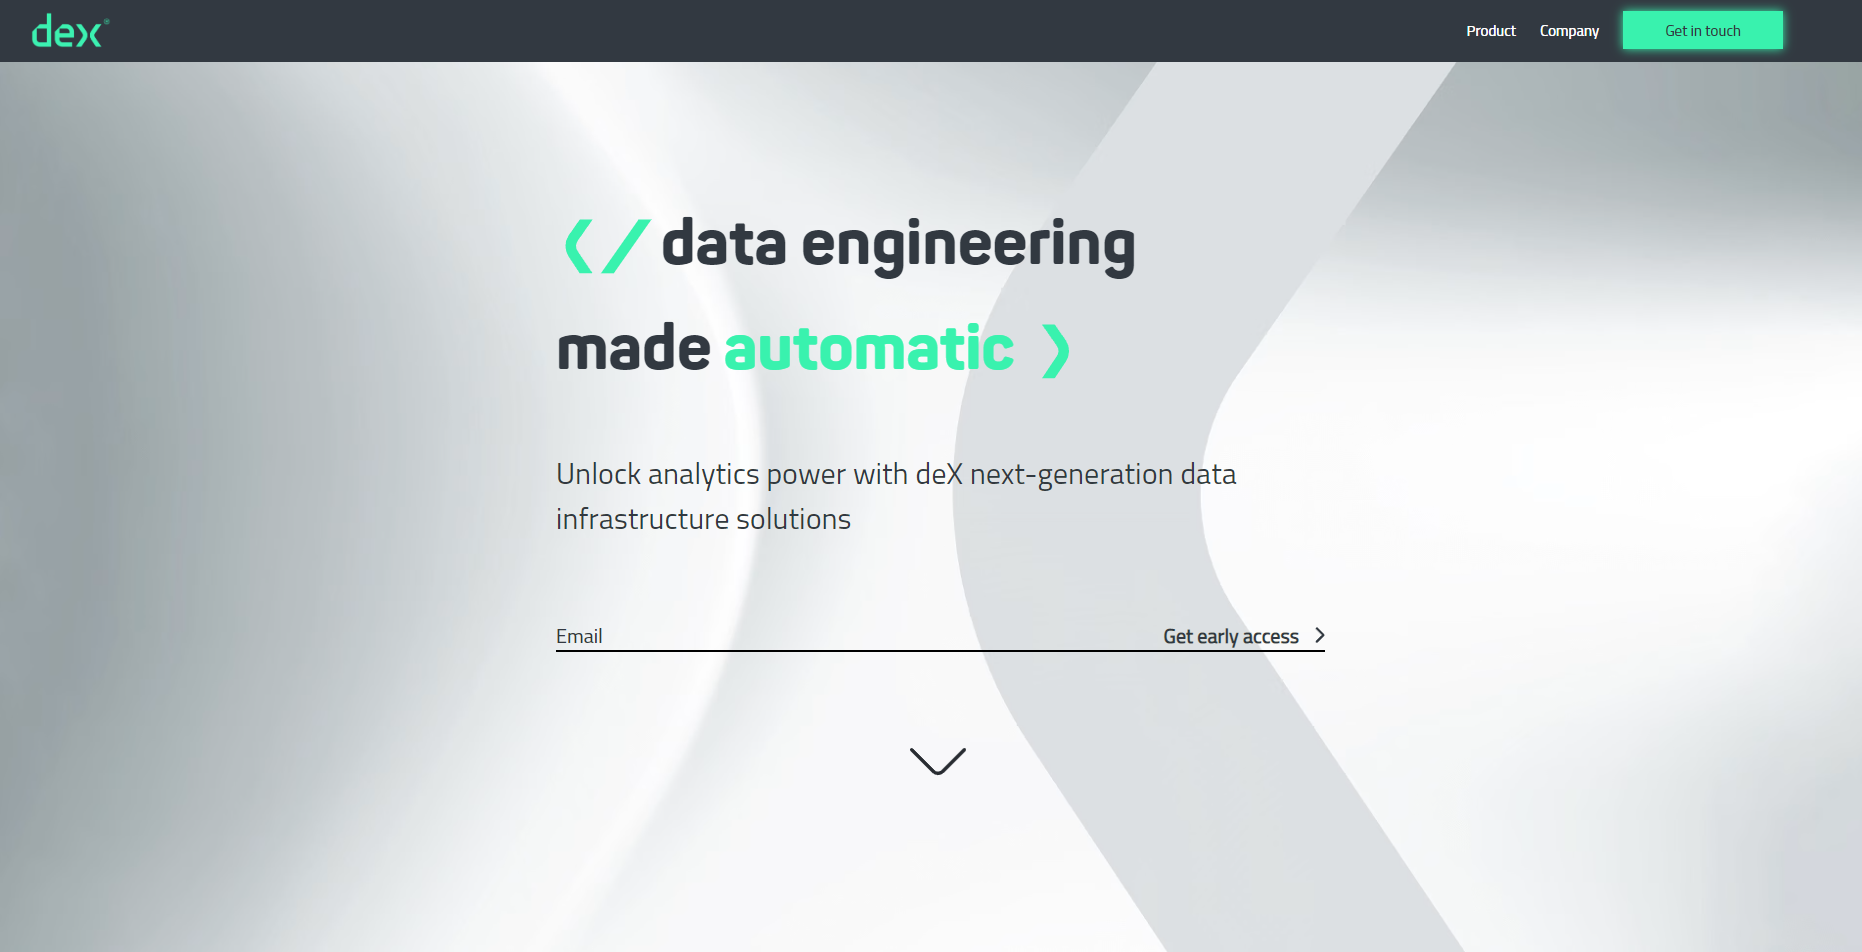 dex®
Product
Company
Get in touch
</ data engineering
made automatic >
Unlock analytics power with deX next-generation data
infrastructure solutions
Email
Get early access >